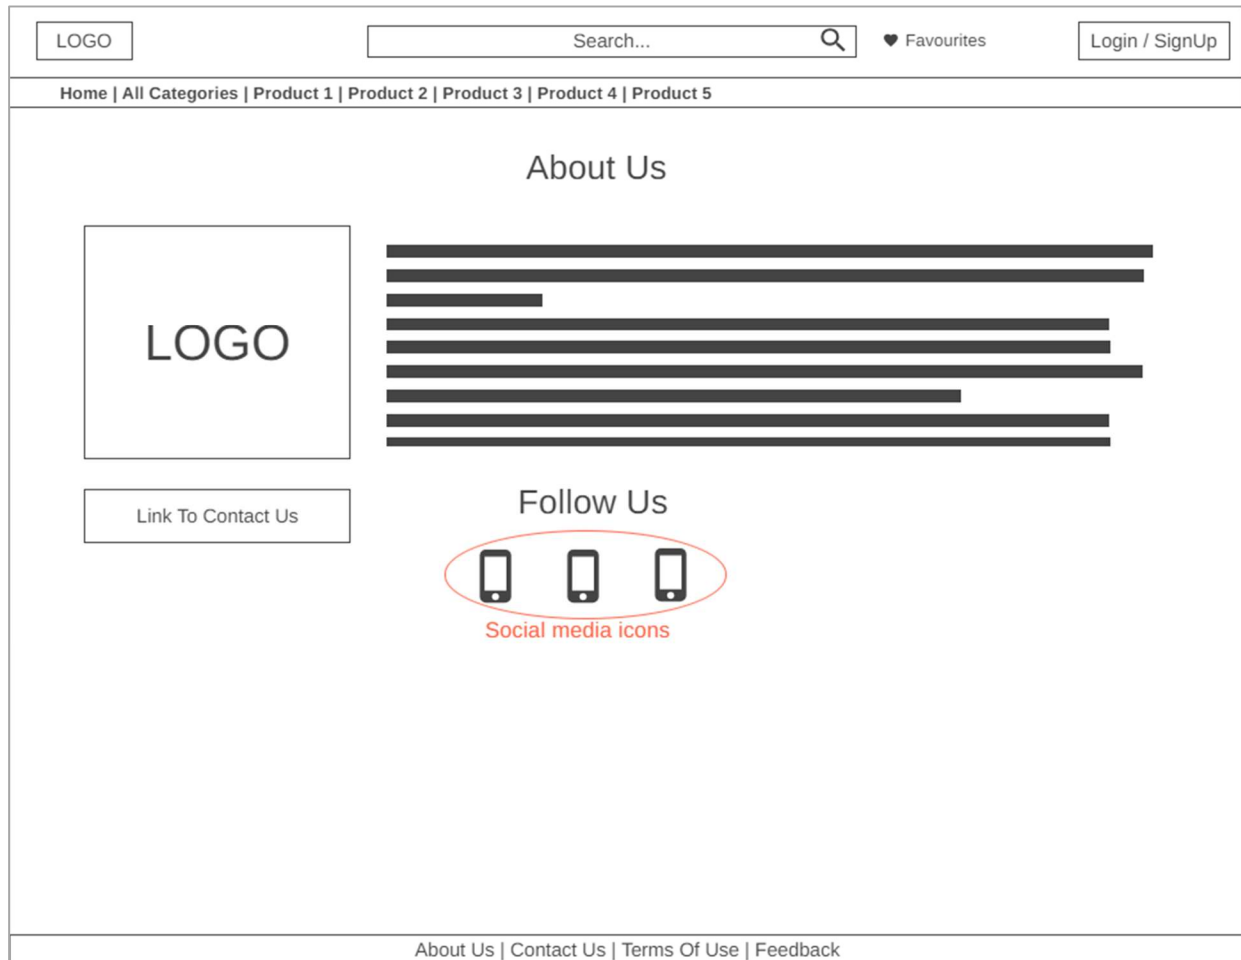 LOGO
Search...
Favourites
Login / SignUp
Home | All Categories | Product 1 | Product 2 | Product 3 | Product 4 | Product 5
About Us
LOGO
Link To Contact Us
Follow Us
Social media icons
About Us | Contact Us | Terms Of Use | Feedback